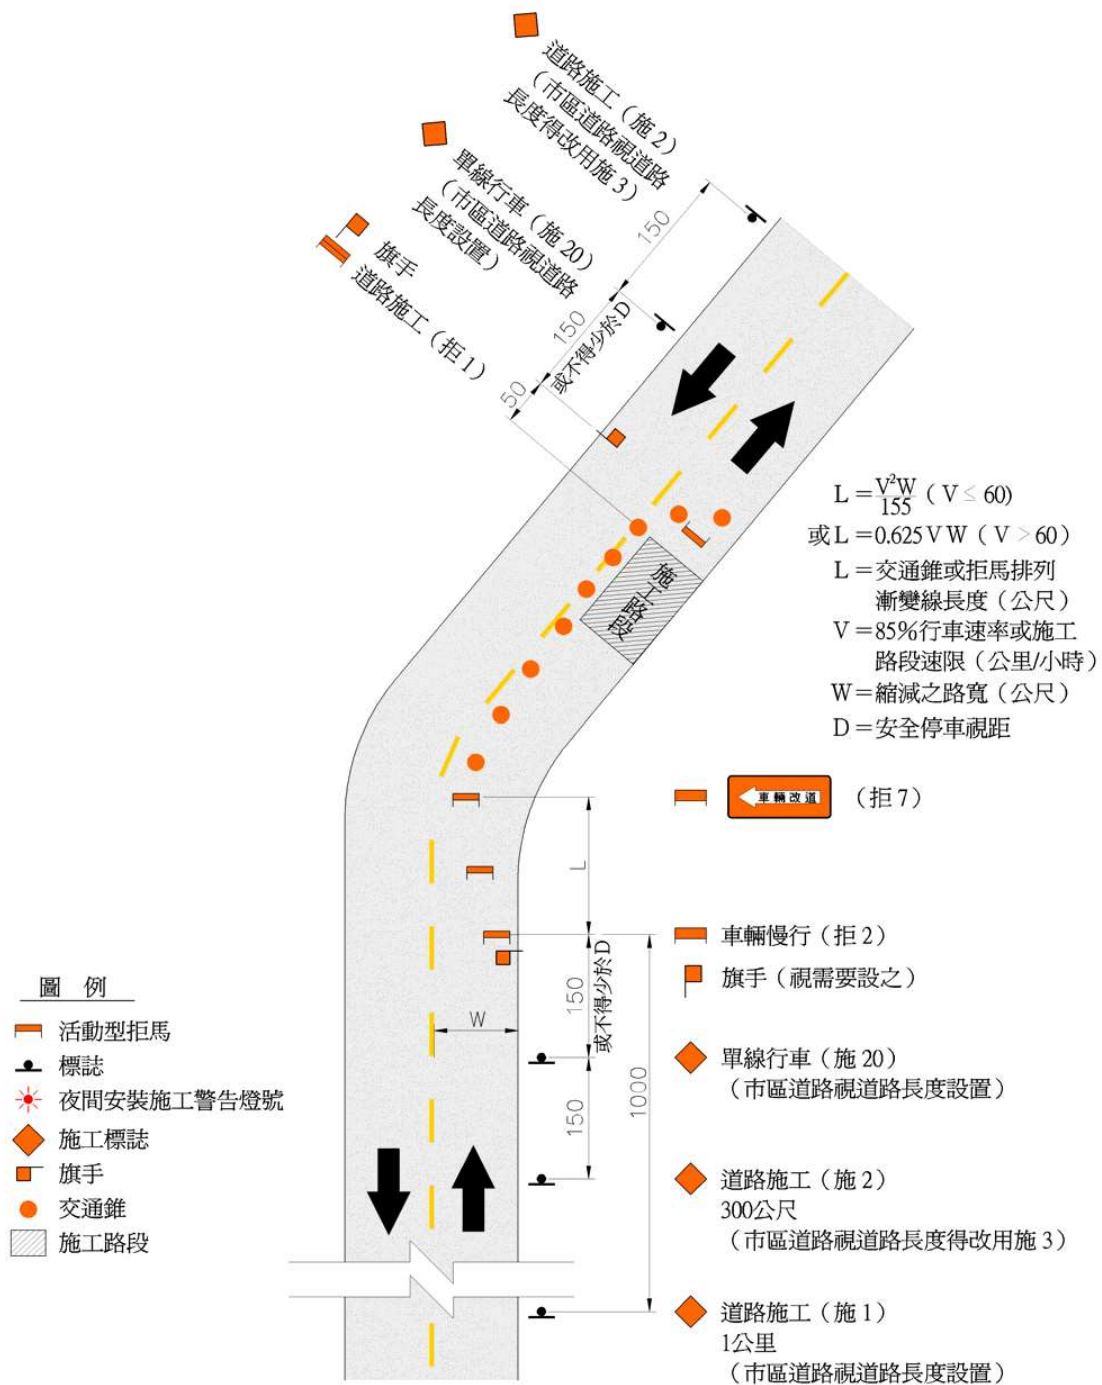 道路施工（施2）
（市區道路視道路
長度得改用施3）
單線行車（施20）
（市區道路視道路
長度設置）
旗手
道路施工（拒1）
150
150
或不得少於D
50
施工路段
L＝V²W/155（V≤60）
或L＝0.625VW（V＞60）
L＝交通錐或拒馬排列
漸變線長度（公尺）
V＝85%行車速率或施工
路段速限（公里/小時）
W＝縮減之路寬（公尺）
D＝安全停車視距
車輛改道
（拒7）
L
車輛慢行（拒2）
旗手（視需要設之）
150
或不得少於D
W
單線行車（施20）
（市區道路視道路長度設置）
1000
150
道路施工（施2）
300公尺
（市區道路視道路長度得改用施3）
道路施工（施1）
1公里
（市區道路視道路長度設置）
圖 例
活動型拒馬
標誌
夜間安裝施工警告燈號
施工標誌
旗手
交通錐
施工路段